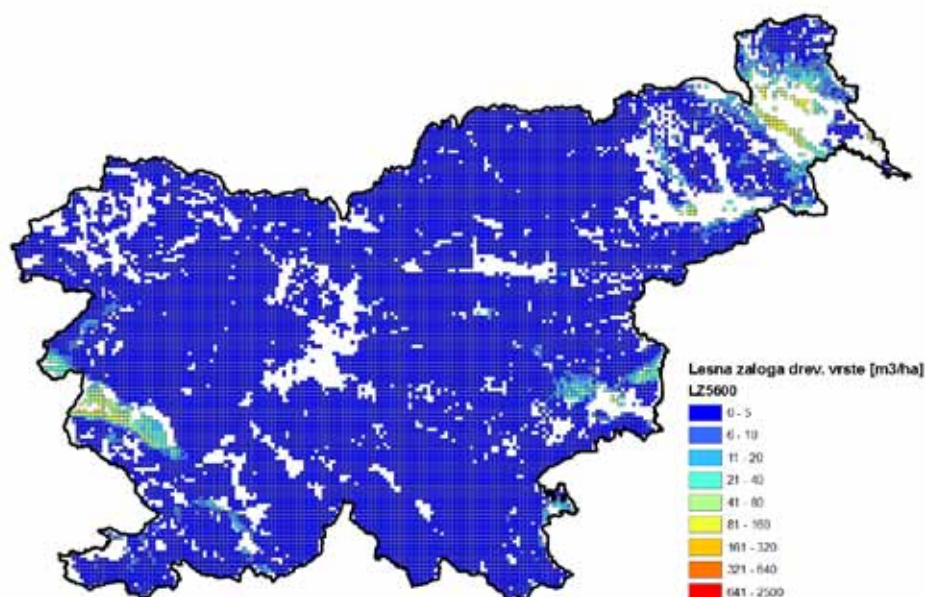 Lesna zaloga drev. vrste [m3/ha]
LZ5600
0 - 5
6 - 10
11 - 20
21 - 40
41 - 80
81 - 160
161 - 320
321 - 640
641 - 2500